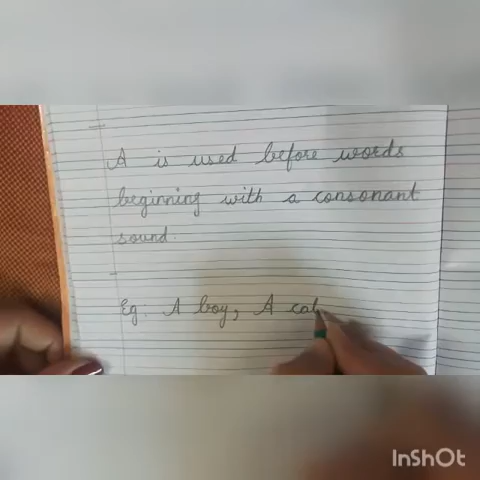 A is used before words
beginning with a consonant
sound.
Eg: A boy, A cat
InShOt